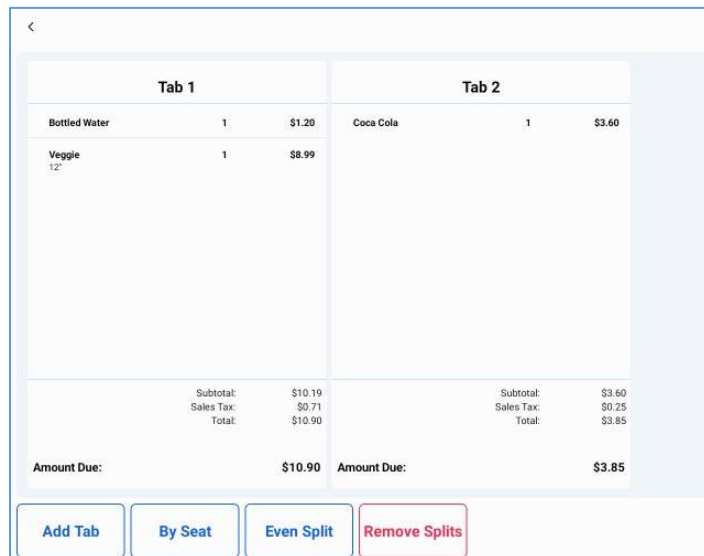 Tab 1
Bottled Water 1 $1.20
Veggie 1 $8.99
12"
Subtotal: $10.19
Sales Tax: $0.71
Total: $10.90
Amount Due: $10.90
Tab 2
Coca Cola 1 $3.60
Subtotal: $3.60
Sales Tax: $0.25
Total: $3.85
Amount Due: $3.85
Add Tab
By Seat
Even Split
Remove Splits